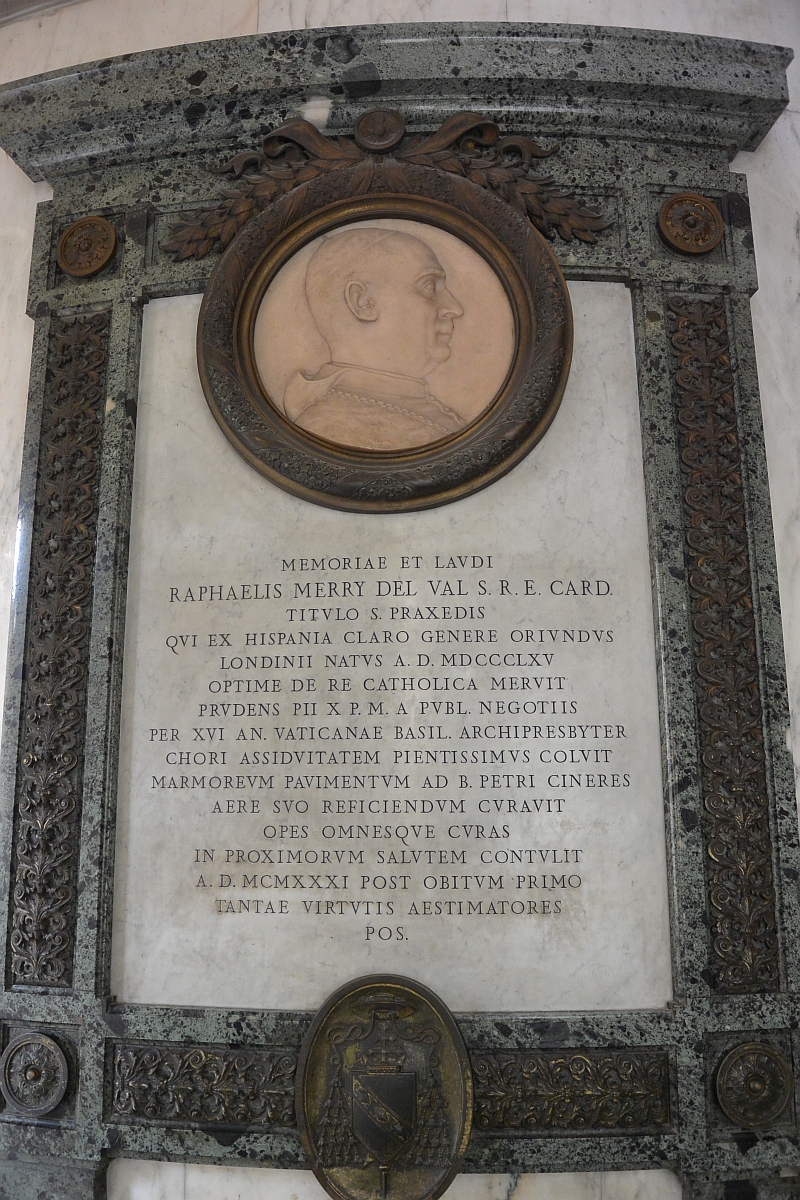 MEMORIAE ET LAVDI
RAPHAELIS MERRY DEL VAL S. R. E. CARD.
TITVLO S. PRAXEDIS
QVI EX HISPANIA CLARO GENERE ORIVNDVS
LONDINII NATVS A. D. MDCCCLXV
OPTIME DE RE CATHOLICA MERVIT
PRVDENS PII X P. M. A PVBL. NEGOTIIS
PER XVI AN. VATICANAE BASIL. ARCHIPRESBYTER
CHORI ASSIDVITATEM PIENTISSIMVS COLVIT
MARMOREVM PAVIMENTVM AD B. PETRI CINERES
AERE SVO REFICIENDVM CVRAVIT
OPES OMNESQVE CVRAS
IN PROXIMORVM SALVTEM CONTVLIT
A. D. MCMXXXI POST OBITVM PRIMO
TANTAE VIRTVTIS AESTIMATORES
POS.